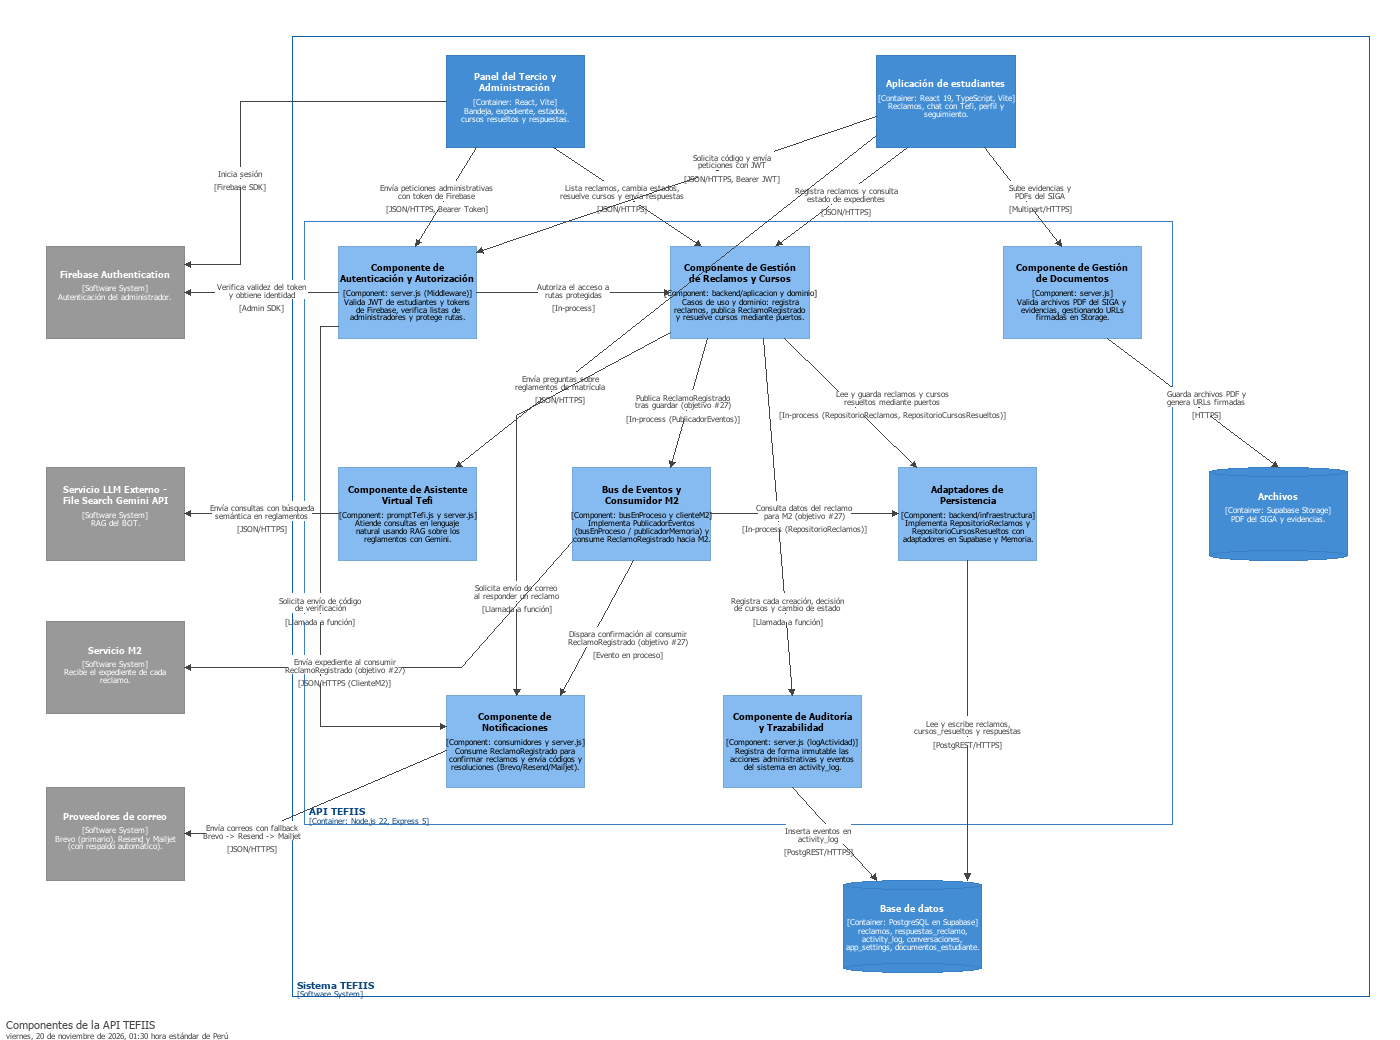 Panel del Tercio y
Administración
[Container: React, Vite]
Bandeja, expediente, estados,
cursos resueltos y respuestas.
Aplicación de estudiantes
[Container: React 19, TypeScript, Vite]
Reclamos, chat con Tefi, perfil y
seguimiento.
Inicia sesión
[Firebase SDK]
Envía peticiones administrativas
con token de Firebase
[JSON/HTTPS, Bearer Token]
Lista reclamos, cambia estados,
resuelve cursos y envía respuestas
[JSON/HTTPS]
Solicita código y envía
peticiones con JWT
[JSON/HTTPS, Bearer JWT]
Registra reclamos y consulta
estado de expedientes
[JSON/HTTPS]
Sube evidencias y
PDFs del SIGA
[Multipart/HTTPS]
Firebase Authentication
[Software System]
Autenticación del administrador.
Verifica validez del token
y obtiene identidad
[Admin SDK]
Componente de
Autenticación y Autorización
[Component: server.js (Middleware)]
Valida JWT de estudiantes y tokens
de Firebase, verifica listas de
administradores y protege rutas.
Autoriza el acceso a
rutas protegidas
[In-process]
Componente de Gestión
de Reclamos y Cursos
[Component: backend/aplicacion y dominio]
Casos de uso y dominio: registra
reclamos, publica ReclamoRegistrado
y resuelve cursos mediante puertos.
Componente de Gestión
de Documentos
[Component: server.js]
Valida archivos PDF del SIGA y
evidencias, gestionando URLs
firmadas en Storage.
Envía preguntas sobre
reglamentos de matrícula
[JSON/HTTPS]
Publica ReclamoRegistrado
tras guardar (objetivo #27)
[In-process (PublicadorEventos)]
Lee y guarda reclamos y cursos
resueltos mediante puertos
[In-process (RepositorioReclamos, RepositorioCursosResueltos)]
Guarda archivos PDF y
genera URLs firmadas
[HTTPS]
Servicio LLM Externo -
File Search Gemini API
[Software System]
RAG del BOT.
Envía consultas con búsqueda
semántica en reglamentos
[JSON/HTTPS]
Componente de Asistente
Virtual Tefi
[Component: promptTefi.js y server.js]
Atiende consultas en lenguaje
natural usando RAG sobre los
reglamentos con Gemini.
Bus de Eventos y
Consumidor M2
[Component: busEnProceso y clienteM2]
Implementa PublicadorEventos
(busEnProceso / publicadorMemoria) y
consume ReclamoRegistrado hacia M2.
Consulta datos del reclamo
para M2 (objetivo #27)
[In-process (RepositorioReclamos)]
Adaptadores de
Persistencia
[Component: backend/infraestructura]
Implementa RepositorioReclamos y
RepositorioCursosResueltos con
adaptadores en Supabase y Memoria.
Archivos
[Container: Supabase Storage]
PDF del SIGA y evidencias.
Solicita envío de código
de verificación
[Llamada a función]
Solicita envío de correo
al responder un reclamo
[Llamada a función]
Registra cada creación, decisión
de cursos y cambio de estado
[Llamada a función]
Dispara confirmación al consumir
ReclamoRegistrado (objetivo #27)
[Evento en proceso]
Servicio M2
[Software System]
Recibe el expediente de cada
reclamo.
Envía expediente al consumir
ReclamoRegistrado (objetivo #27)
[JSON/HTTPS (ClienteM2)]
Componente de
Notificaciones
[Component: consumidores y server.js]
Consume ReclamoRegistrado para
confirmar reclamos y envía códigos y
resoluciones (Brevo/Resend/Mailjet).
Componente de Auditoría
y Trazabilidad
[Component: server.js (logActividad)]
Registra de forma inmutable las
acciones administrativas y eventos
del sistema en activity_log.
Lee y escribe reclamos,
cursos_resueltos y respuestas
[PostgREST/HTTPS]
Proveedores de correo
[Software System]
Brevo (primario), Resend y Mailjet
(con respaldo automático).
Envía correos con fallback
Brevo -> Resend -> Mailjet
[JSON/HTTPS]
API TEFIIS
[Container: Node.js 22, Express 5]
Inserta eventos en
activity_log
[PostgREST/HTTPS]
Base de datos
[Container: PostgreSQL en Supabase]
reclamos, respuestas_reclamo,
activity_log, conversaciones,
app_settings, documentos_estudiante.
Sistema TEFIIS
[Software System]
Componentes de la API TEFIIS
viernes, 20 de noviembre de 2026, 01:30 hora estándar de Perú